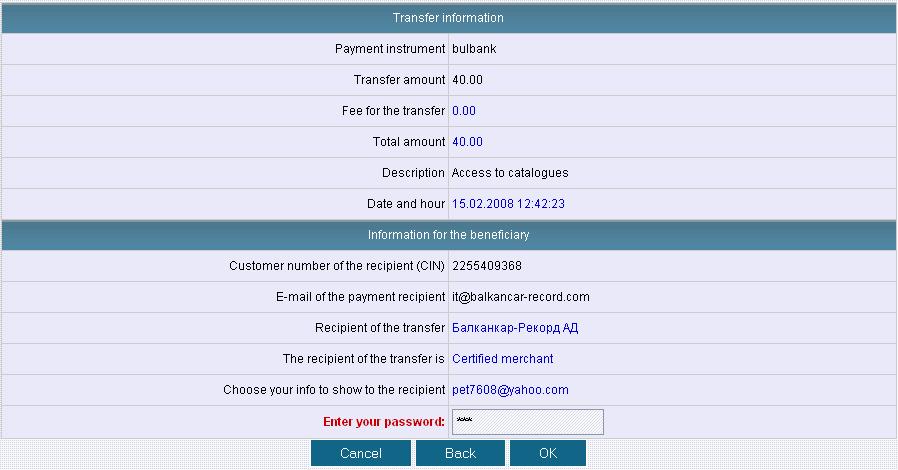 Transfer information
Payment instrument bulbank
Transfer amount 40.00
Fee for the transfer 0.00
Total amount 40.00
Description Access to catalogues
Date and hour 15.02.2008 12:42:23
Information for the beneficiary
Customer number of the recipient (CIN) 2255409368
E-mail of the payment recipient it@balkancar-record.com
Recipient of the transfer Балканкар-Рекорд АД
The recipient of the transfer is Certified merchant
Choose your info to show to the recipient pet7608@yahoo.com
Enter your password: ***
Cancel Back OK